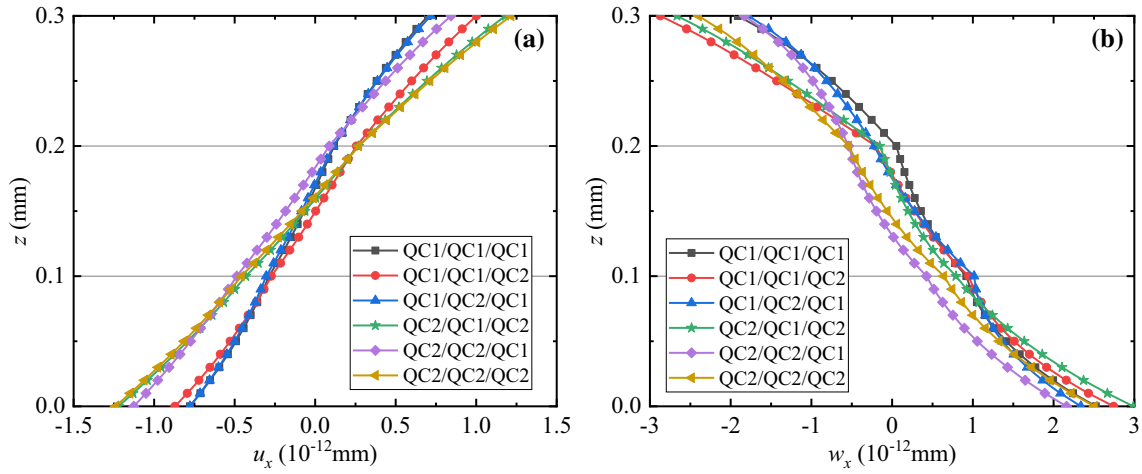 0.3
0.2
0.1
0.0
z (mm)
(a)
QC1/QC1/QC1
QC1/QC1/QC2
QC1/QC2/QC1
QC2/QC1/QC2
QC2/QC2/QC1
QC2/QC2/QC2
-1.5 -1.0 -0.5 0.0 0.5 1.0 1.5
u_x (10^-12mm)
0.3
0.2
0.1
0.0
z (mm)
(b)
QC1/QC1/QC1
QC1/QC1/QC2
QC1/QC2/QC1
QC2/QC1/QC2
QC2/QC2/QC1
QC2/QC2/QC2
-3 -2 -1 0 1 2 3
w_x (10^-12mm)